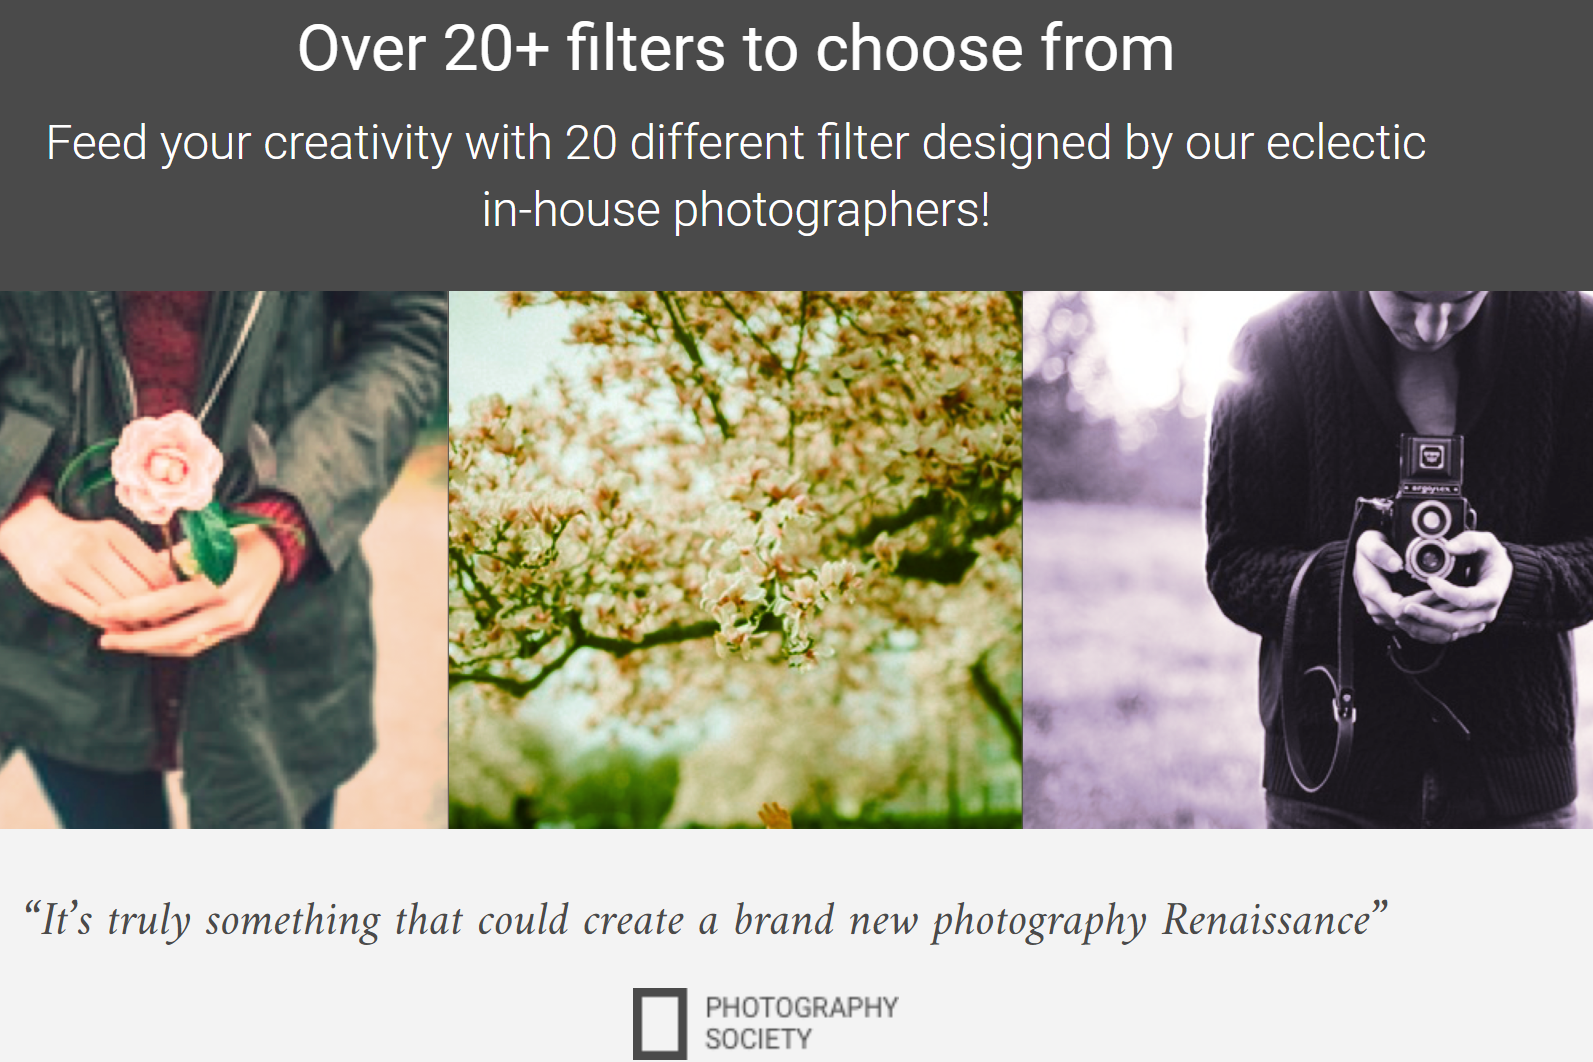 Over 20+ filters to choose from
Feed your creativity with 20 different filter designed by our eclectic
in-house photographers!
argoflex
“It’s truly something that could create a brand new photography Renaissance”
PHOTOGRAPHY
SOCIETY